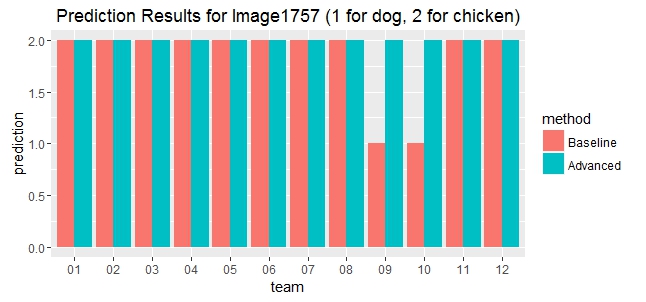 Prediction Results for Image1757 (1 for dog, 2 for chicken)
2.0
1.5
1.0
0.5
0.0
prediction
01 02 03 04 05 06 07 08 09 10 11 12
team
method
Baseline
Advanced